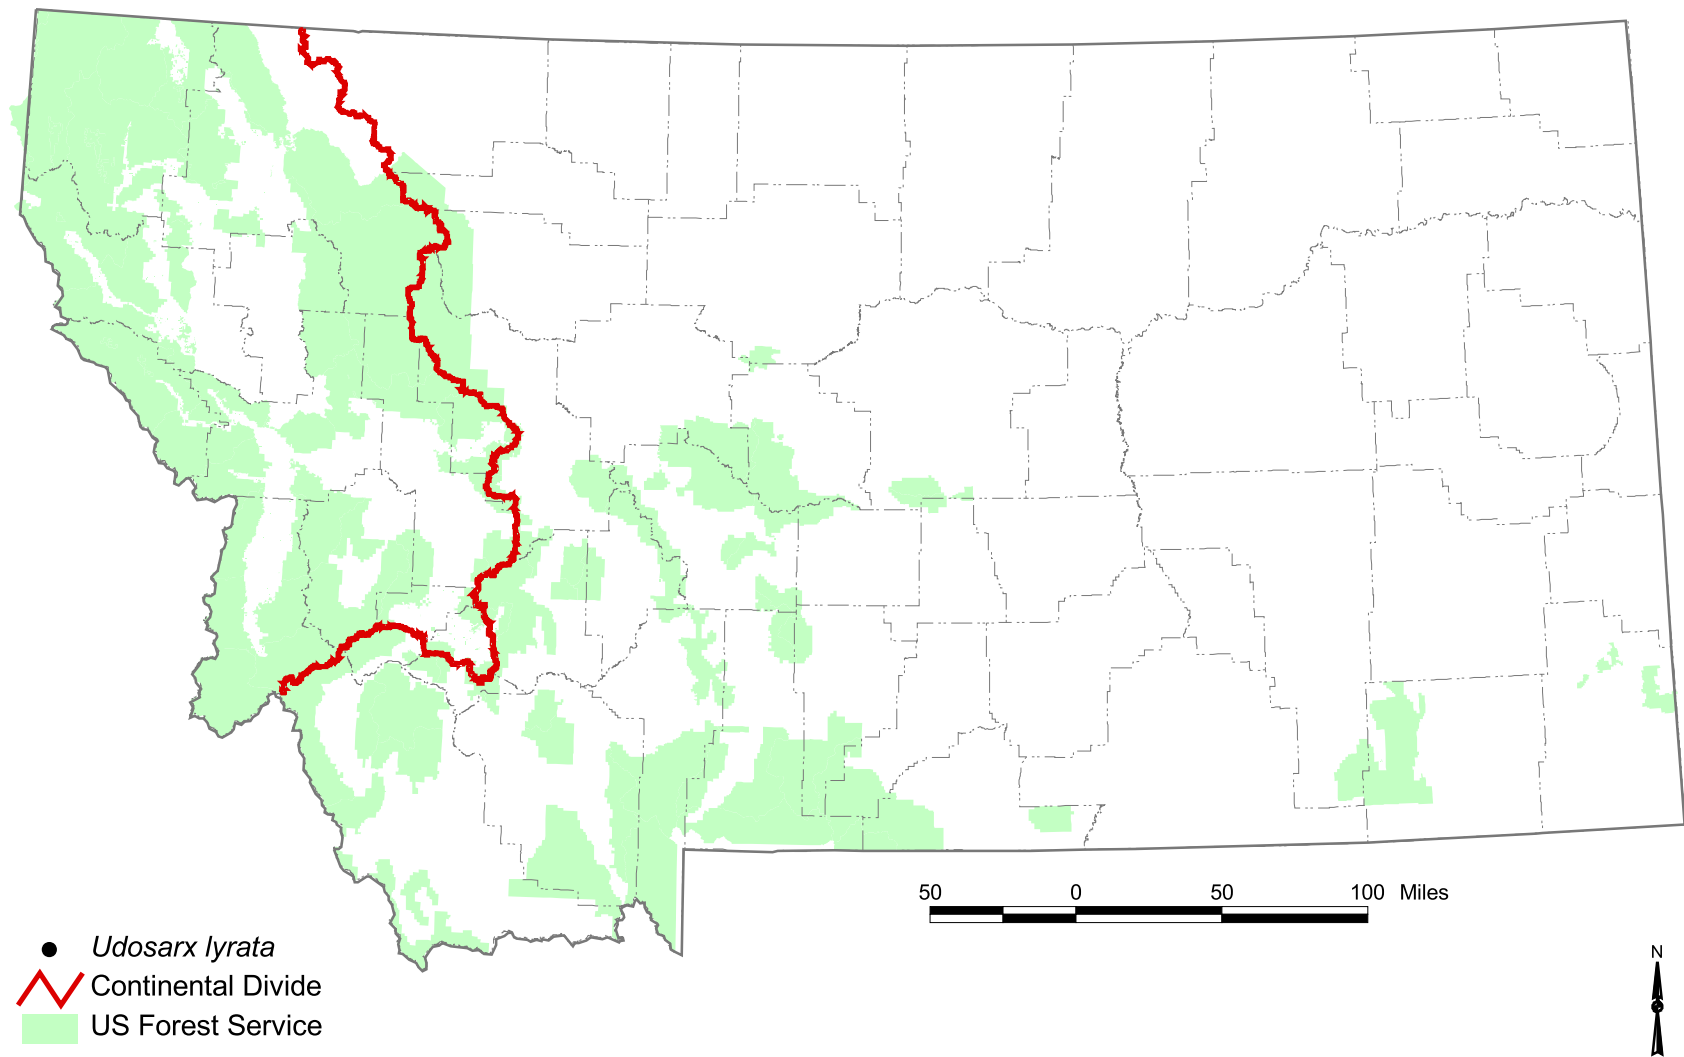 50 0 50 100 Miles
Udosarx lyrata
Continental Divide
US Forest Service
N